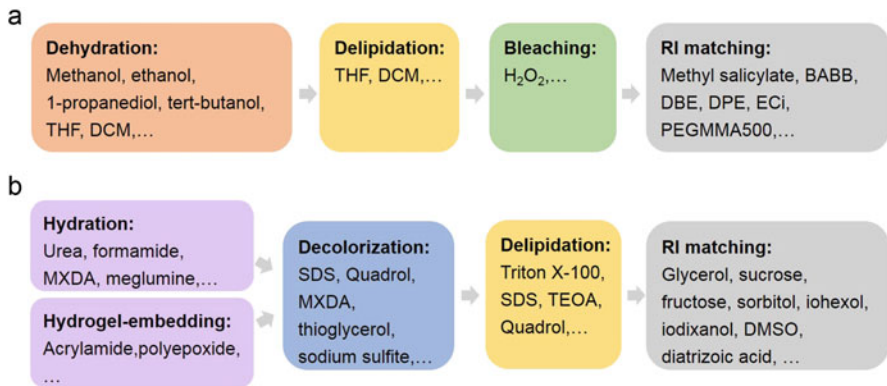 a
Dehydration:
Methanol, ethanol,
1-propanediol, tert-butanol,
THF, DCM,…
Delipidation:
THF, DCM,…
Bleaching:
H₂O₂,…
RI matching:
Methyl salicylate, BABB,
DBE, DPE, ECi,
PEGMMA500,…
b
Hydration:
Urea, formamide,
MXDA, meglumine,…
Hydrogel-embedding:
Acrylamide,polyepoxide,
…
Decolorization:
SDS, Quadrol,
MXDA,
thioglycerol,
sodium sulfite,…
Delipidation:
Triton X-100,
SDS, TEOA,
Quadrol,…
RI matching:
Glycerol, sucrose,
fructose, sorbitol, iohexol,
iodixanol, DMSO,
diatrizoic acid, …